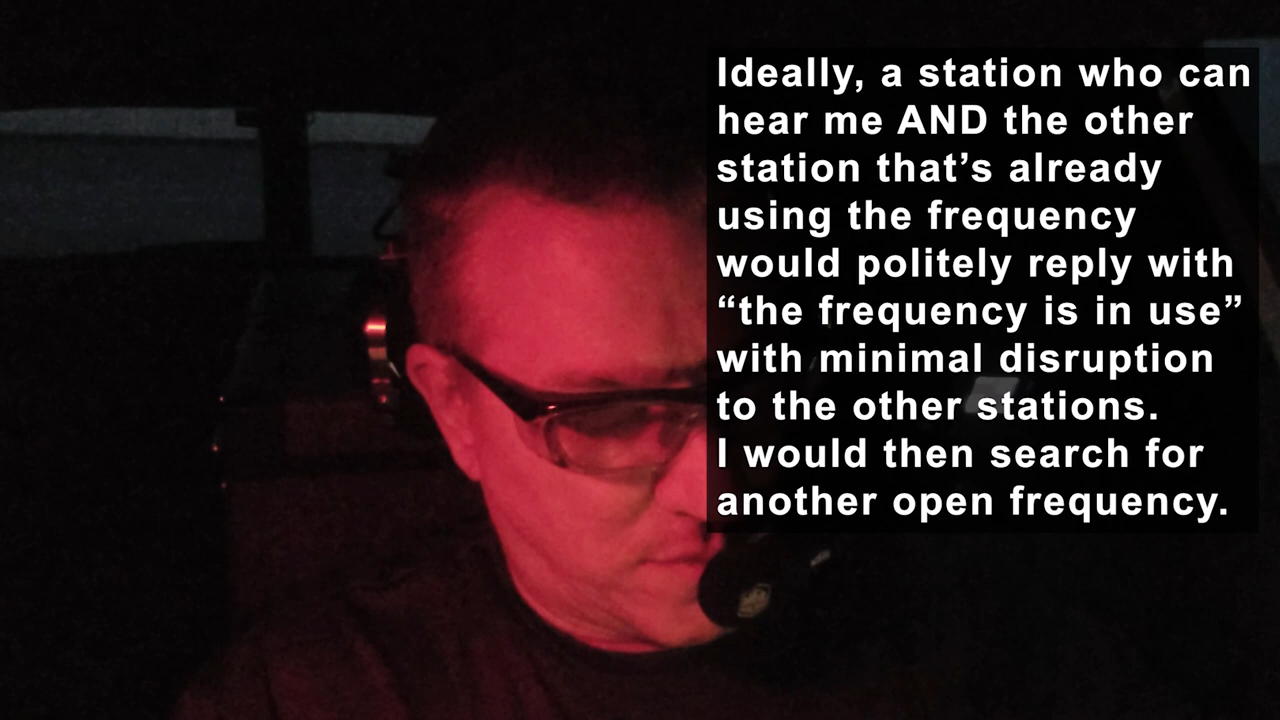 Ideally, a station who can
hear me AND the other
station that’s already
using the frequency
would politely reply with
“the frequency is in use”
with minimal disruption
to the other stations.
I would then search for
another open frequency.